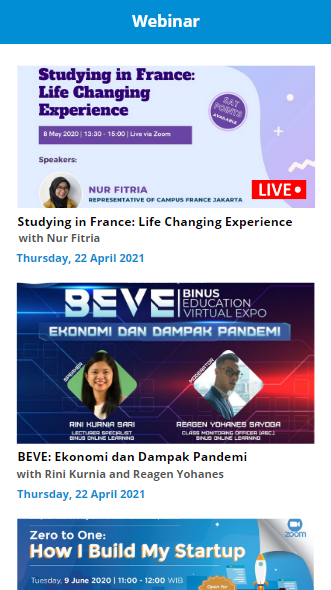 Webinar
Studying in France:
Life Changing
Experience
SAT
POINTS
AVAILABLE
8 May 2020 | 13:30 - 15:00 | Live via Zoom
Speakers:
NUR FITRIA
REPRESENTATIVE OF CAMPUS FRANCE JAKARTA
LIVE
Studying in France: Life Changing Experience
with Nur Fitria
Thursday, 22 April 2021
BEVE
BINUS
EDUCATION
VIRTUAL EXPO
EKONOMI DAN DAMPAK PANDEMI
SPEAKER
MODERATOR
RINI KURNIA SARI
LECTURER SPECIALIST
BINUS ONLINE LEARNING
REAGEN YOHANES SAYOGA
CLASS MONITORING OFFICER (ASC)
BINUS ONLINE LEARNING
BEVE: Ekonomi dan Dampak Pandemi
with Rini Kurnia and Reagen Yohanes
Thursday, 22 April 2021
Zero to One:
How I Build My Startup
zoom
Tuesday, 9 June 2020 | 11:00 - 12:00 WIB
Open for